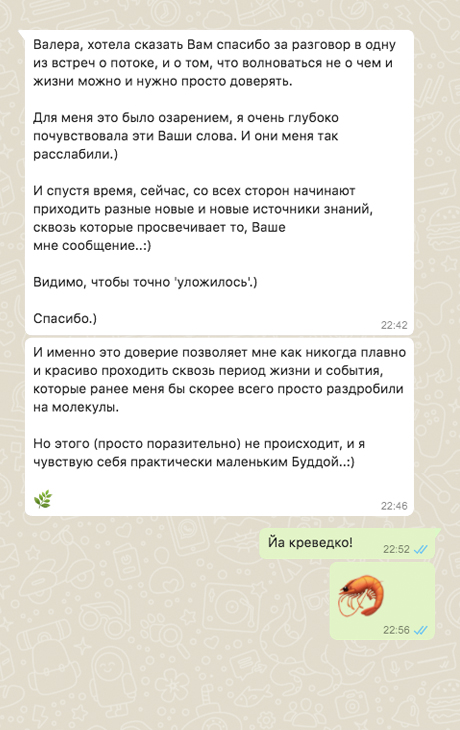 Валера, хотела сказать Вам спасибо за разговор в одну
из встреч о потоке, и о том, что волноваться не о чем и
жизни можно и нужно просто доверять.
Для меня это было озарением, я очень глубоко
почувствовала эти Ваши слова. И они меня так
расслабили.)
И спустя время, сейчас, со всех сторон начинают
приходить разные новые и новые источники знаний,
сквозь которые просвечивает то, Ваше
мне сообщение..:)
Видимо, чтобы точно 'уложилось'.)
Спасибо.)
22:42
И именно это доверие позволяет мне как никогда плавно
и красиво проходить сквозь период жизни и события,
которые ранее меня бы скорее всего просто раздробили
на молекулы.
Но этого (просто поразительно) не происходит, и я
чувствую себя практически маленьким Буддой..:)
🌿
22:46
Йа креведко!
22:52
🦐
22:56